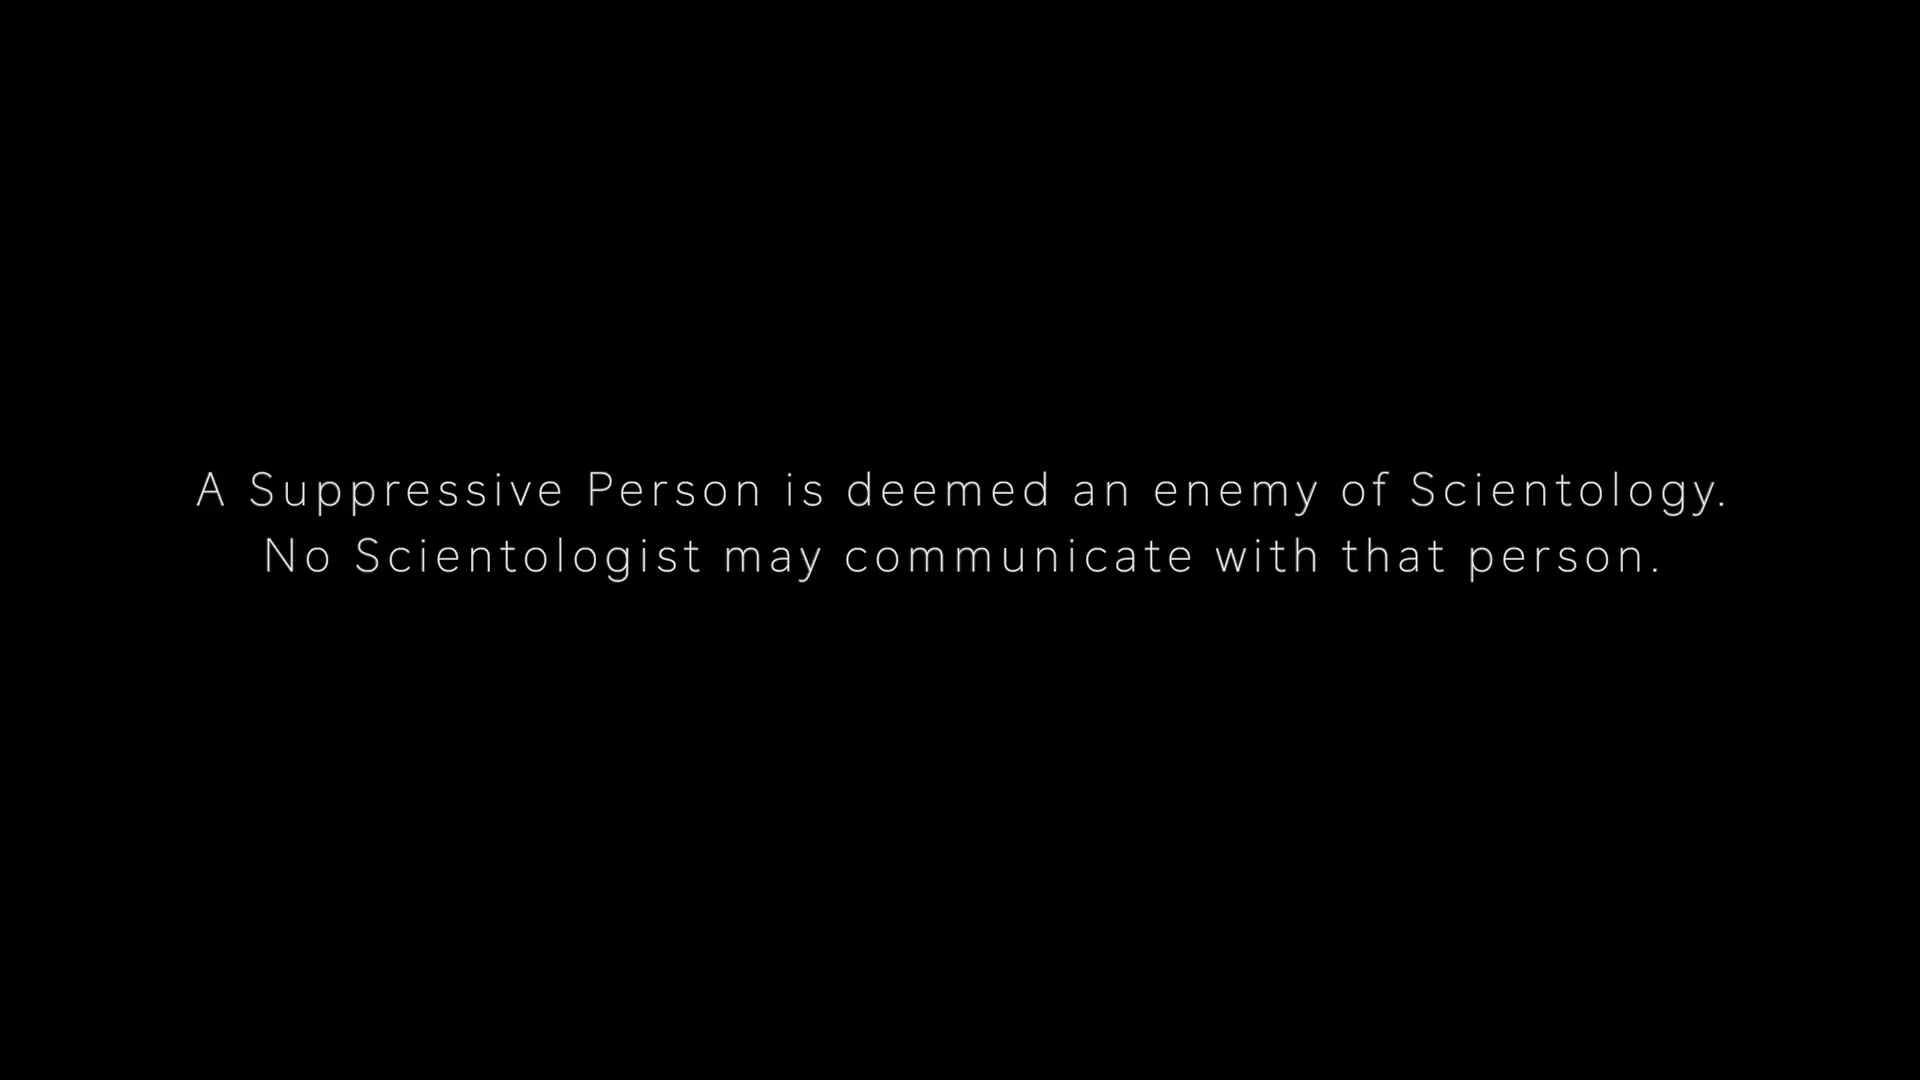 A Suppressive Person is deemed an enemy of Scientology.
No Scientologist may communicate with that person.